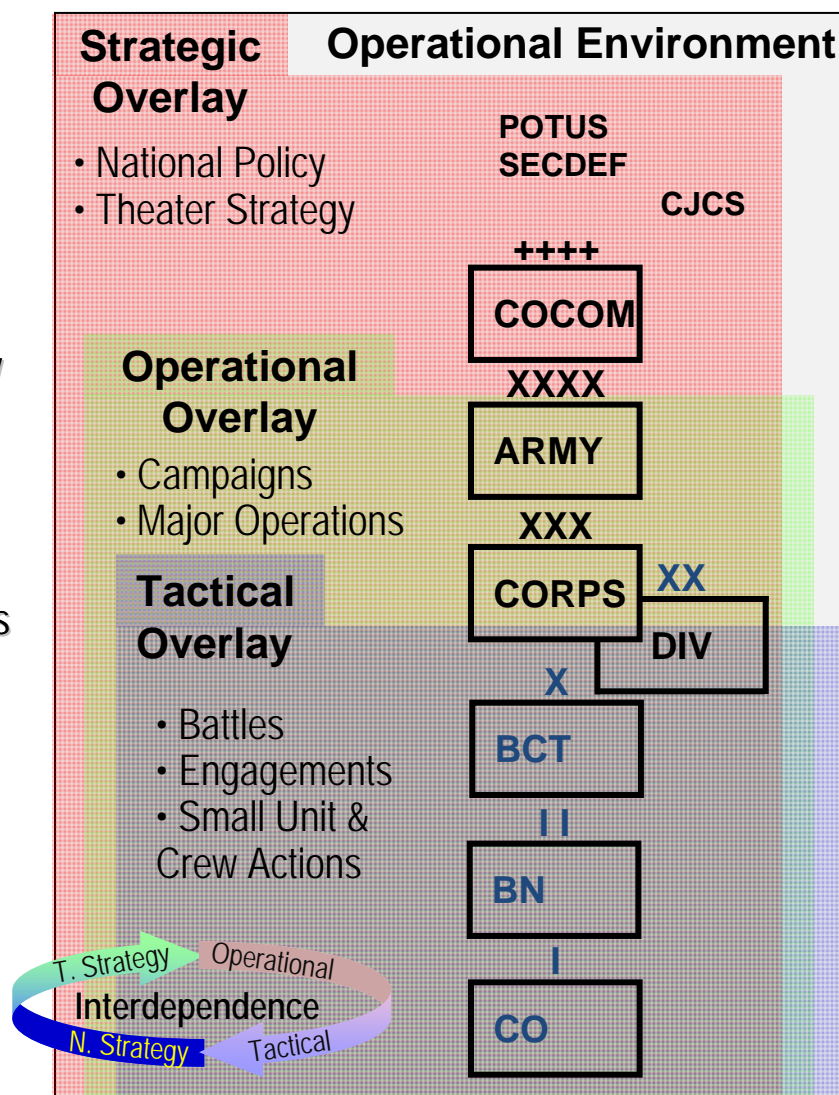 Strategic
Overlay
Operational Environment
• National Policy
• Theater Strategy
POTUS
SECDEF
CJCS
++++
COCOM
Operational
Overlay
• Campaigns
• Major Operations
XXXX
ARMY
XXX
CORPS
XX
DIV
Tactical
Overlay
• Battles
• Engagements
• Small Unit &
Crew Actions
X
BCT
I I
BN
I
CO
T. Strategy
Operational
Interdependence
N. Strategy
Tactical